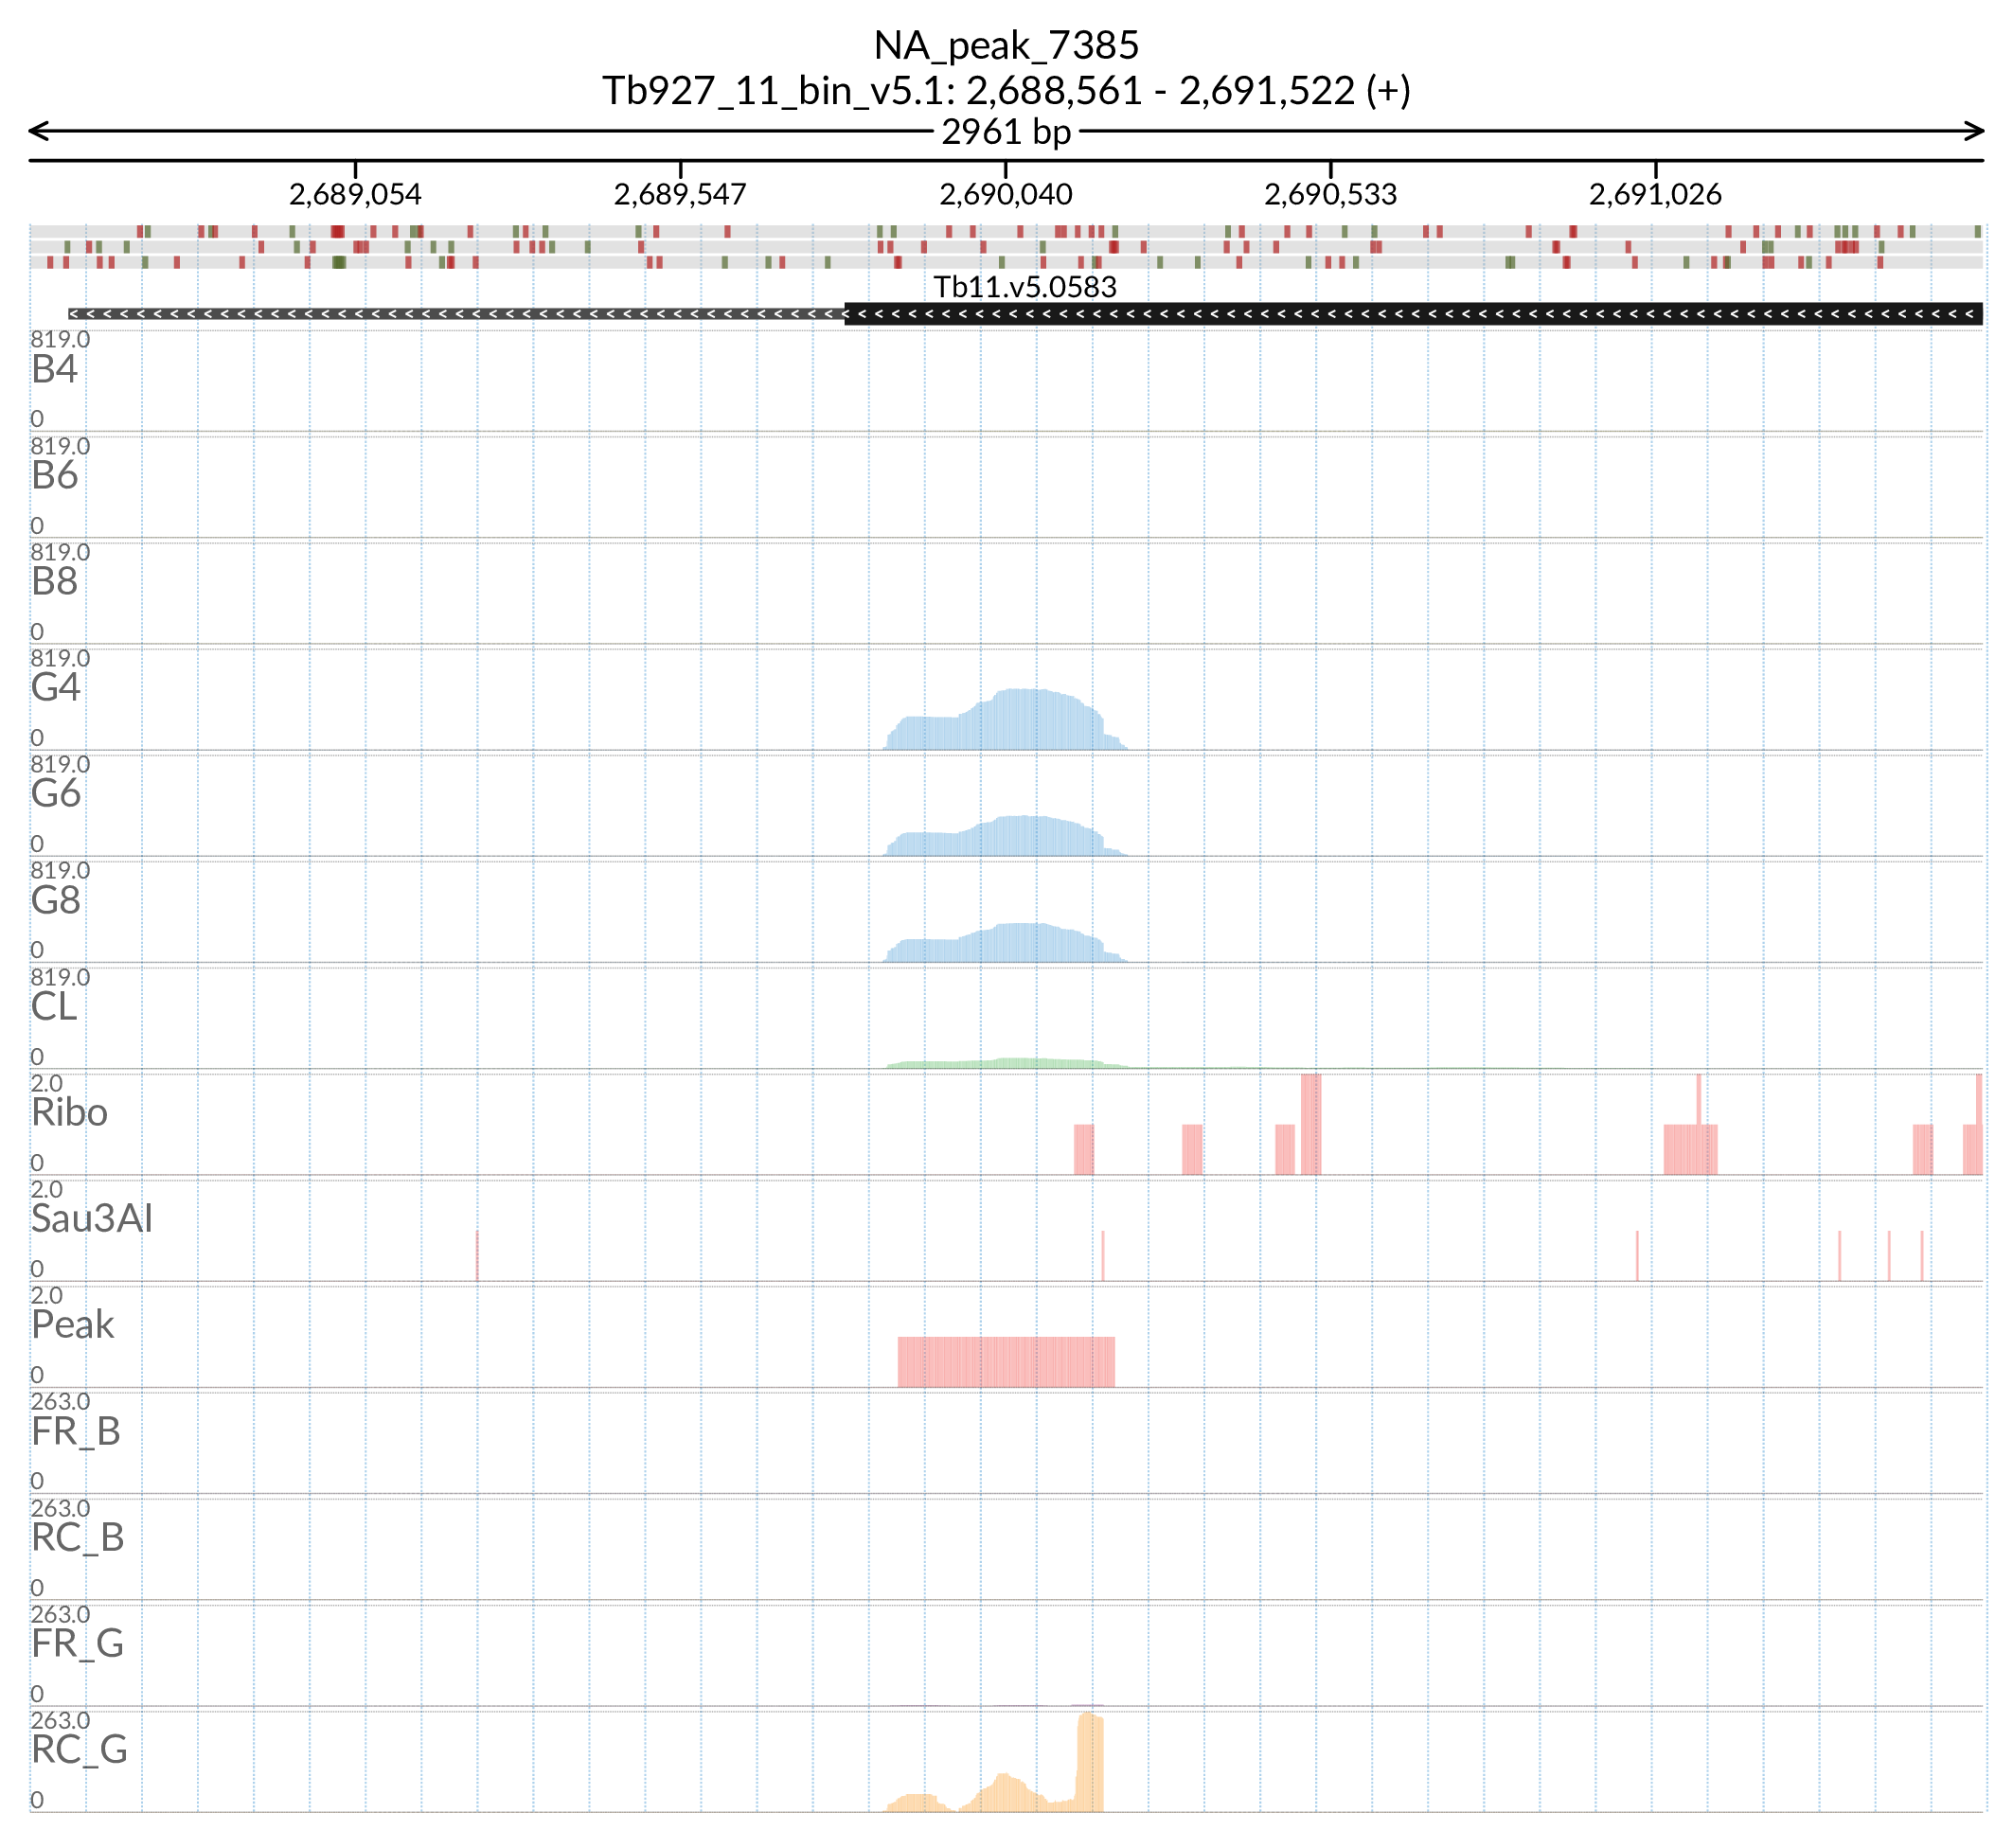 NA_peak_7385
Tb927_11_bin_v5.1: 2,688,561 - 2,691,522 (+)
2961 bp
2,689,054 2,689,547 2,690,040 2,690,533 2,691,026
Tb11.v5.0583
819.0
B4
0
819.0
B6
0
819.0
B8
0
819.0
G4
0
819.0
G6
0
819.0
G8
0
819.0
CL
0
2.0
Ribo
0
2.0
Sau3AI
0
2.0
Peak
0
263.0
FR_B
0
263.0
RC_B
0
263.0
FR_G
0
263.0
RC_G
0